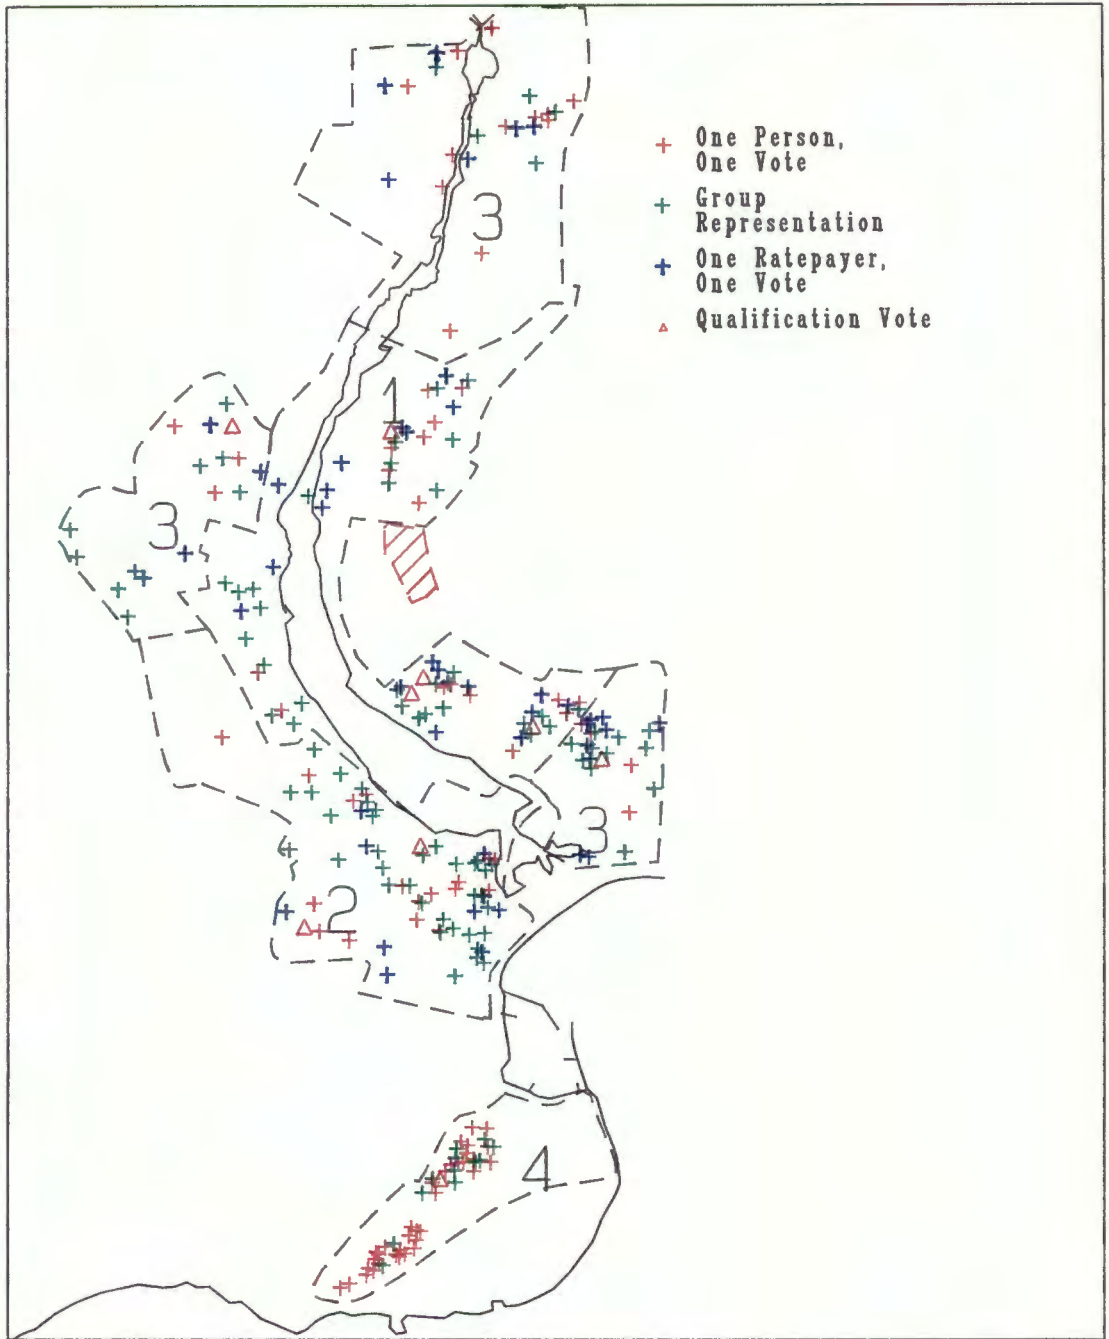 One Person,
One Vote
Group
Representation
One Ratepayer,
One Vote
Qualification Vote
3
1
3
3
2
4